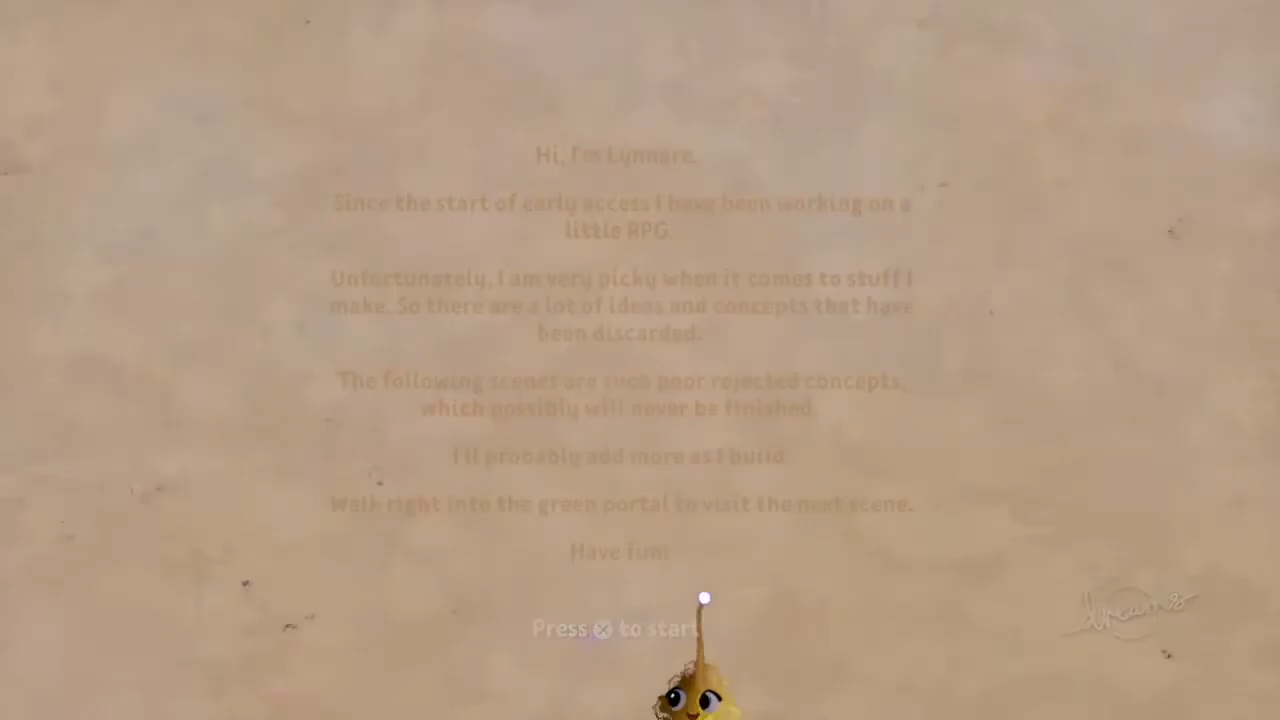 Hi, I'm Lynnore.
Since the start of early access I have been working on a
little RPG.
Unfortunately, I am very picky when it comes to stuff I
make. So there are a lot of ideas and concepts that have
been discarded.
The following scenes are such poor rejected concepts,
which possibly will never be finished.
I'll probably add more as I build.
Walk right into the green portal to visit the next scene.
Have fun!
Press to start
dreams